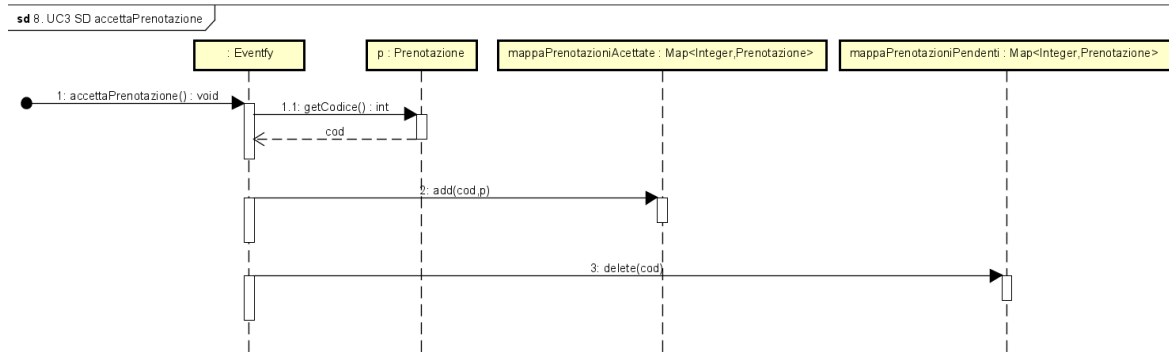 sd 8. UC3 SD accettaPrenotazione
: Eventfy
p : Prenotazione
mappaPrenotazioniAcettate : Map<Integer,Prenotazione>
mappaPrenotazioniPendenti : Map<Integer,Prenotazione>
1: accettaPrenotazione() : void
1.1: getCodice() : int
cod
2: add(cod,p)
3: delete(cod)